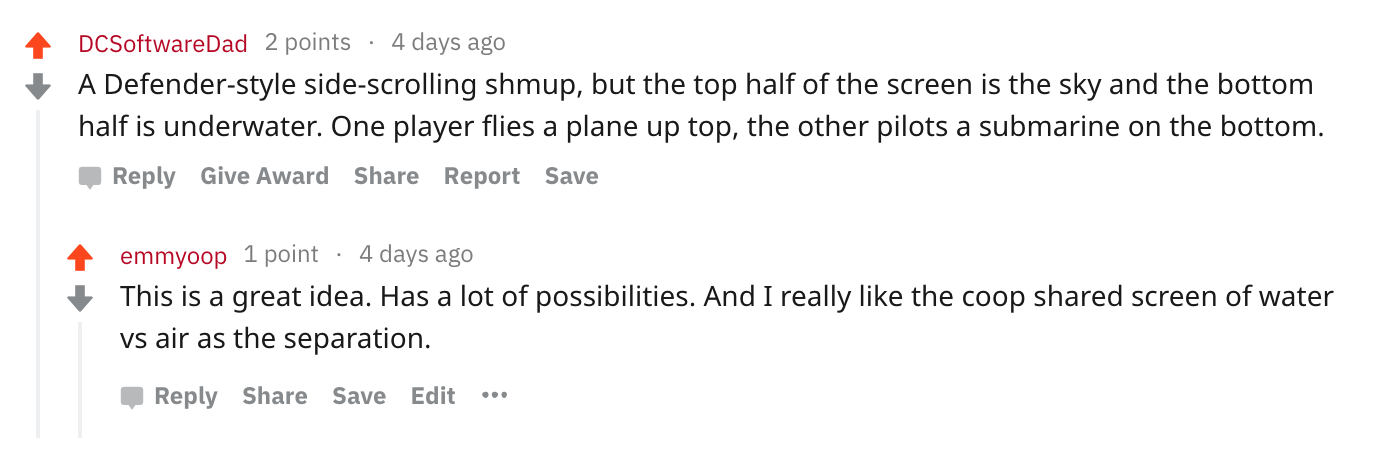 DCSoftwareDad 2 points · 4 days ago
A Defender-style side-scrolling shmup, but the top half of the screen is the sky and the bottom
half is underwater. One player flies a plane up top, the other pilots a submarine on the bottom.
Reply Give Award Share Report Save
emmyoop 1 point · 4 days ago
This is a great idea. Has a lot of possibilities. And I really like the coop shared screen of water
vs air as the separation.
Reply Share Save Edit •••